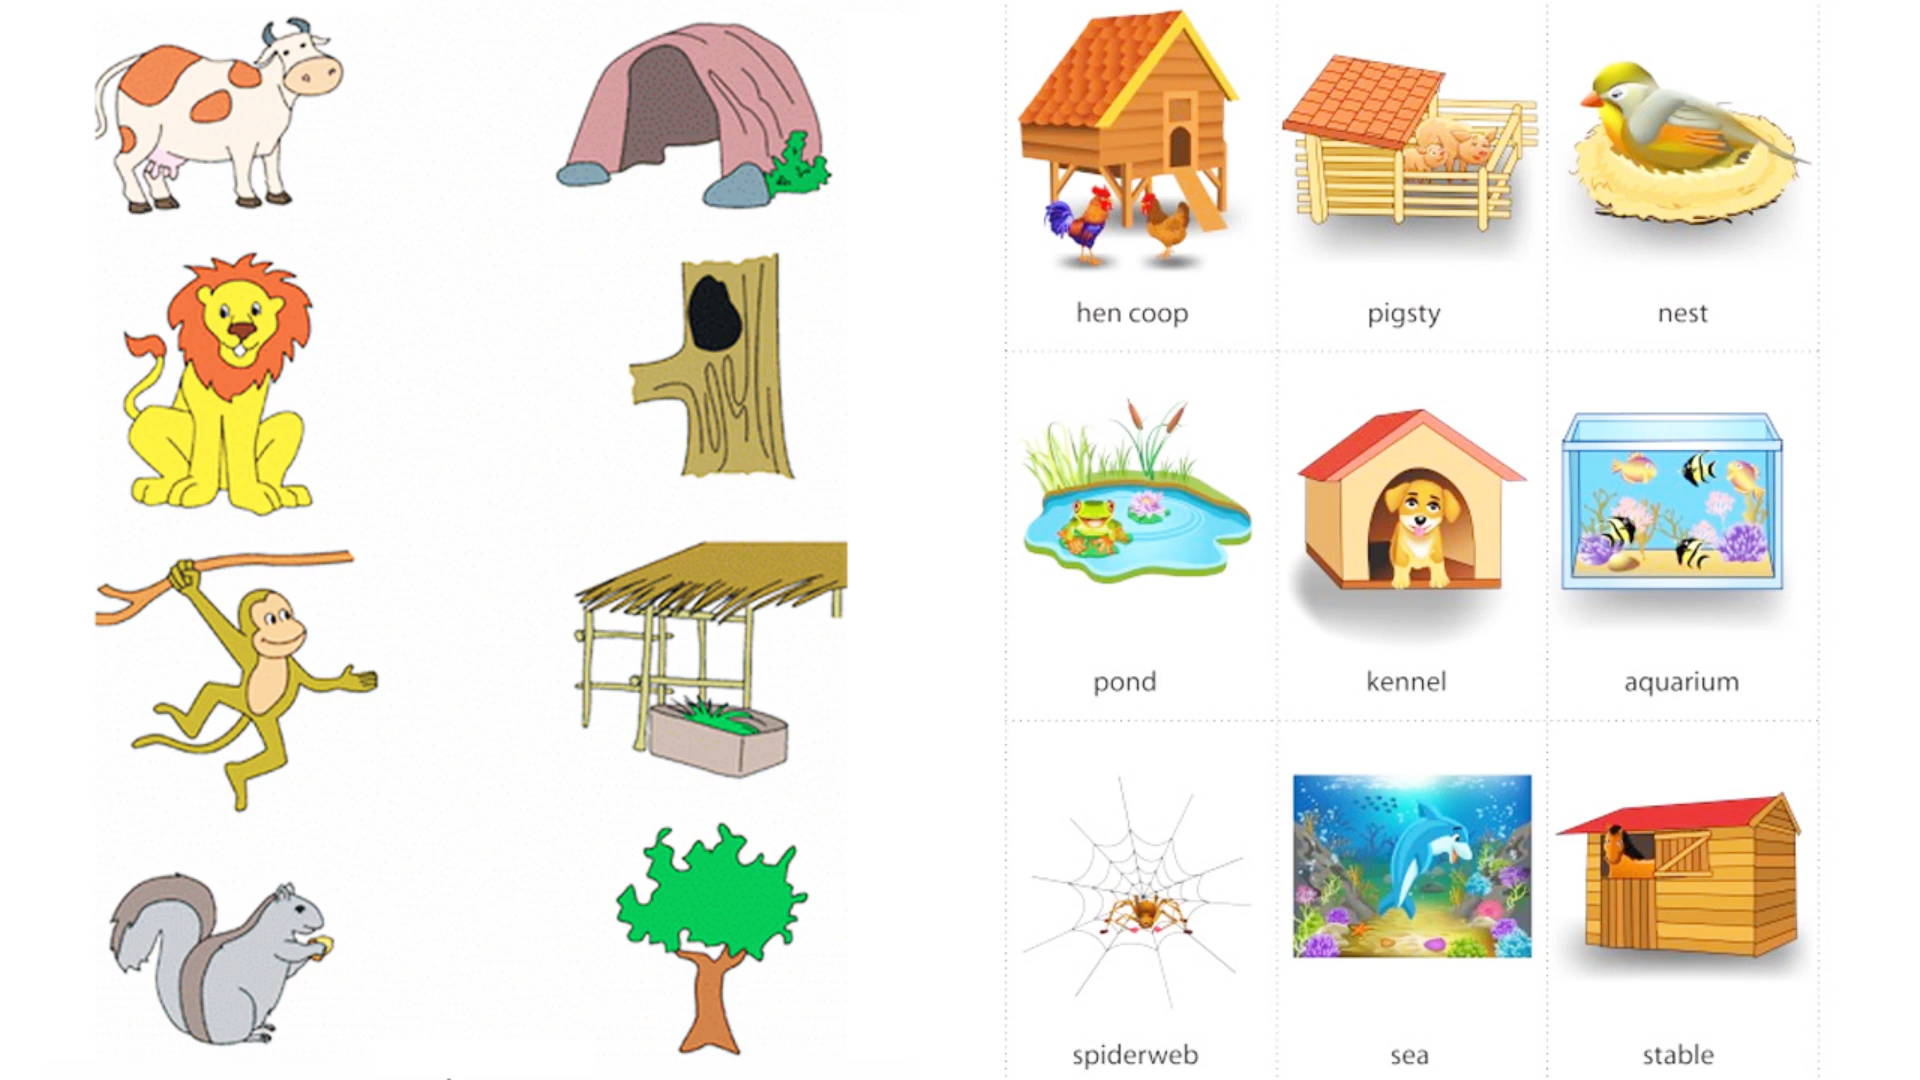 hen coop
pigsty
nest
pond
kennel
aquarium
spiderweb
sea
stable